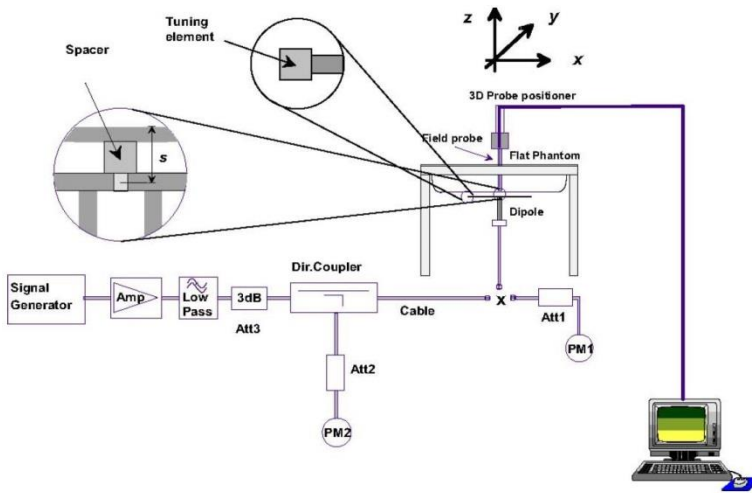 Tuning
element
Spacer
s
z
y
x
3D Probe positioner
Field probe
Flat Phantom
Dipole
Signal
Generator
Amp
Low
Pass
3dB
Att3
Dir.Coupler
Cable
x
Att1
PM1
Att2
PM2